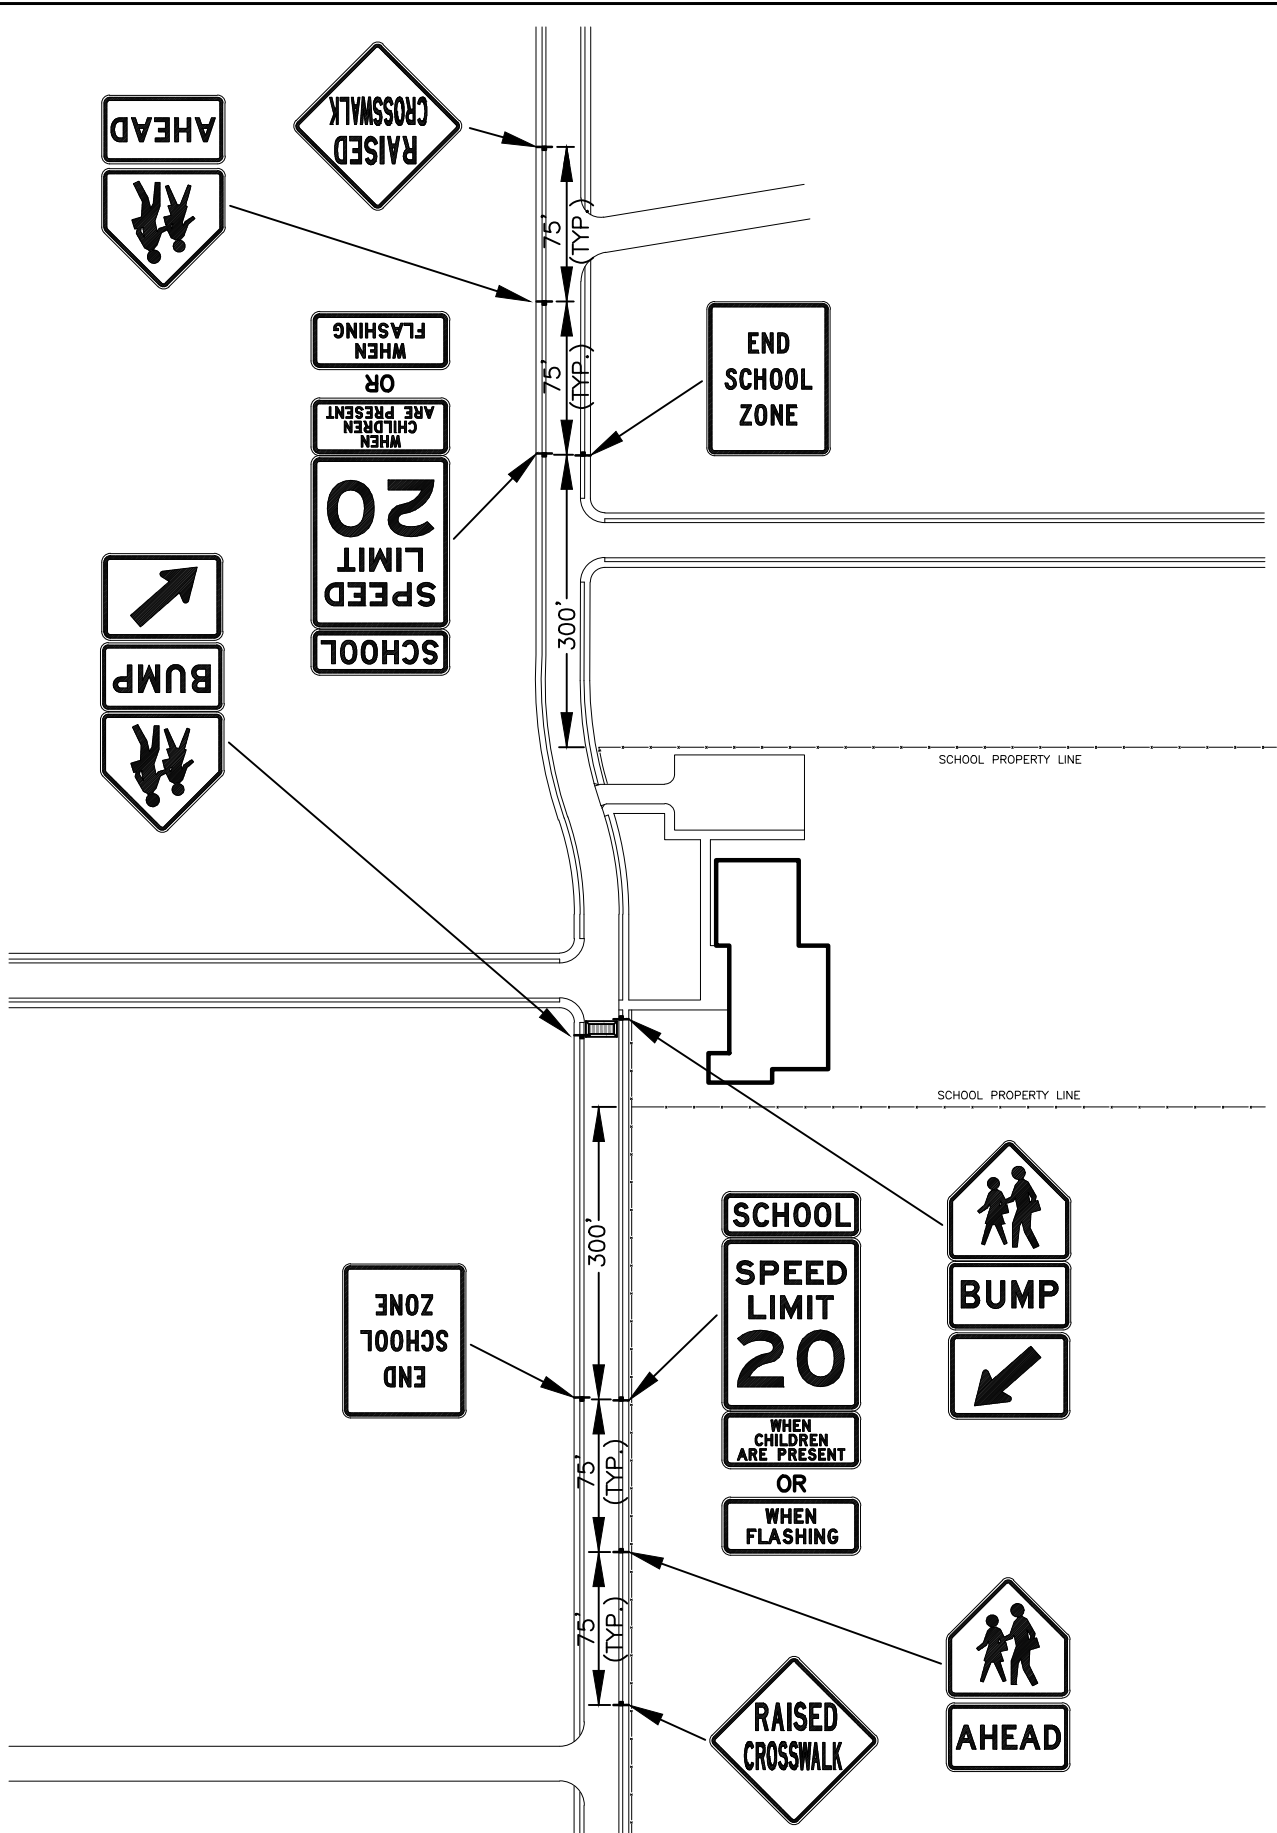 RAISED
CROSSWALK
AHEAD
75'
(TYP.)
WHEN
FLASHING
OR
WHEN
CHILDREN
ARE PRESENT
20
SPEED
LIMIT
SCHOOL
75'
(TYP.)
END
SCHOOL
ZONE
BUMP
300'
SCHOOL PROPERTY LINE
SCHOOL PROPERTY LINE
300'
END
SCHOOL
ZONE
SCHOOL
SPEED
LIMIT
20
WHEN
CHILDREN
ARE PRESENT
OR
WHEN
FLASHING
BUMP
75'
(TYP.)
75'
(TYP.)
RAISED
CROSSWALK
AHEAD